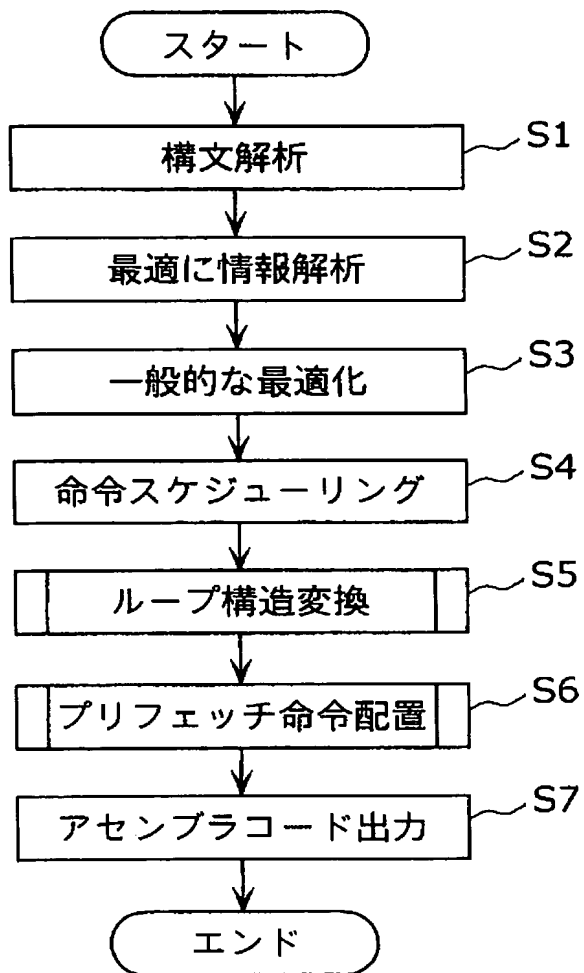 スタート
構文解析 S1
最適に情報解析 S2
一般的な最適化 S3
命令スケジューリング S4
ループ構造変換 S5
プリフェッチ命令配置 S6
アセンブラコード出力 S7
エンド